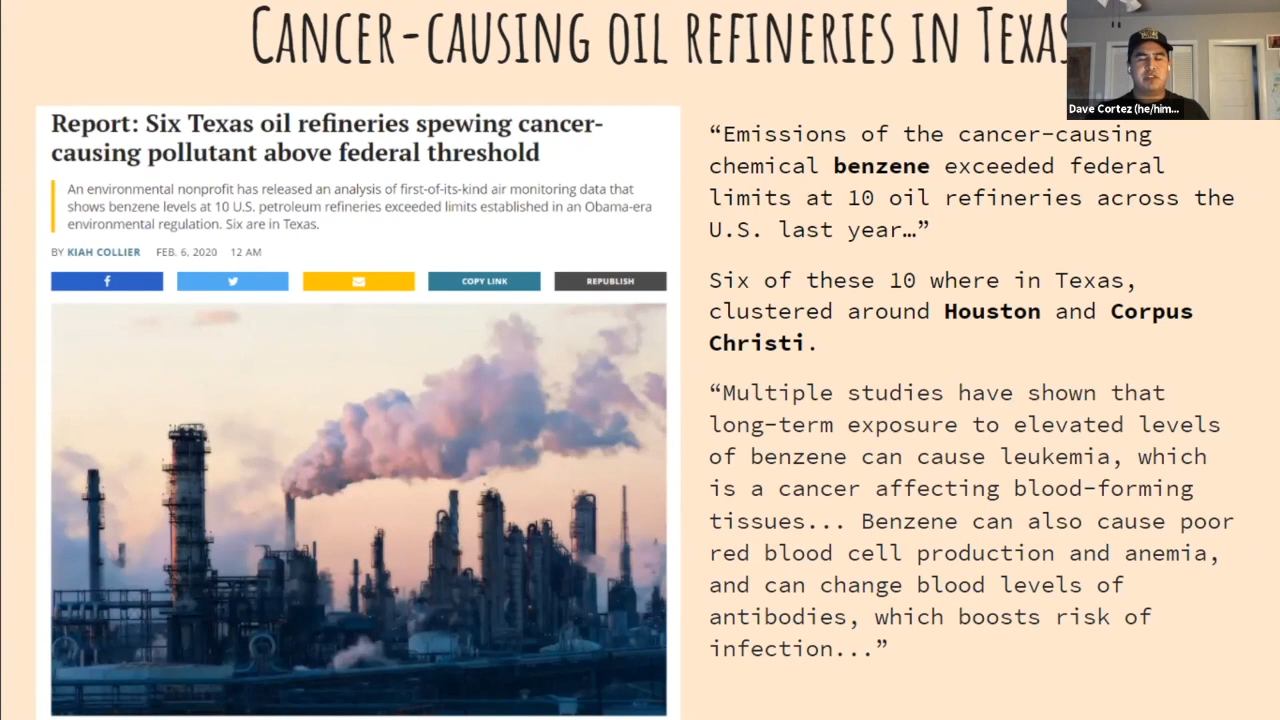 CANCER-CAUSING OIL REFINERIES IN TEXAS
Dave Cortez (he/him...
Report: Six Texas oil refineries spewing cancer-
causing pollutant above federal threshold
An environmental nonprofit has released an analysis of first-of-its-kind air monitoring data that
shows benzene levels at 10 U.S. petroleum refineries exceeded limits established in an Obama-era
environmental regulation. Six are in Texas.
BY KIAH COLLIER FEB. 6, 2020 12 AM
COPY LINK
REPUBLISH
“Emissions of the cancer-causing
chemical benzene exceeded federal
limits at 10 oil refineries across the
U.S. last year…”
Six of these 10 where in Texas,
clustered around Houston and Corpus
Christi.
“Multiple studies have shown that
long-term exposure to elevated levels
of benzene can cause leukemia, which
is a cancer affecting blood-forming
tissues... Benzene can also cause poor
red blood cell production and anemia,
and can change blood levels of
antibodies, which boosts risk of
infection...”